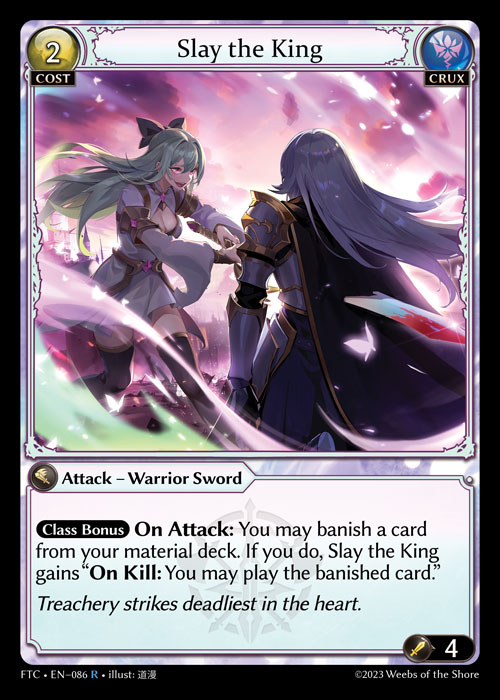 2
Slay the King
COST
CRUX
Attack – Warrior Sword
Class Bonus On Attack: You may banish a card
from your material deck. If you do, Slay the King
gains “On Kill: You may play the banished card.”
Treachery strikes deadliest in the heart.
4
FTC • EN–086 R • illust: 道漫
©2023 Weebs of the Shore